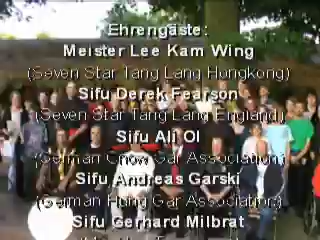 Ehrengäste:
Meister Lee Kam Wing
(Seven Star Tang Lang Hongkong)
Sifu Derek Fearson
(Seven Star Tang Lang England)
Sifu Ali Ol
(German Chow Gar Association)
Sifu Andreas Garski
(German Hung Gar Association)
Sifu Gerhard Milbrat